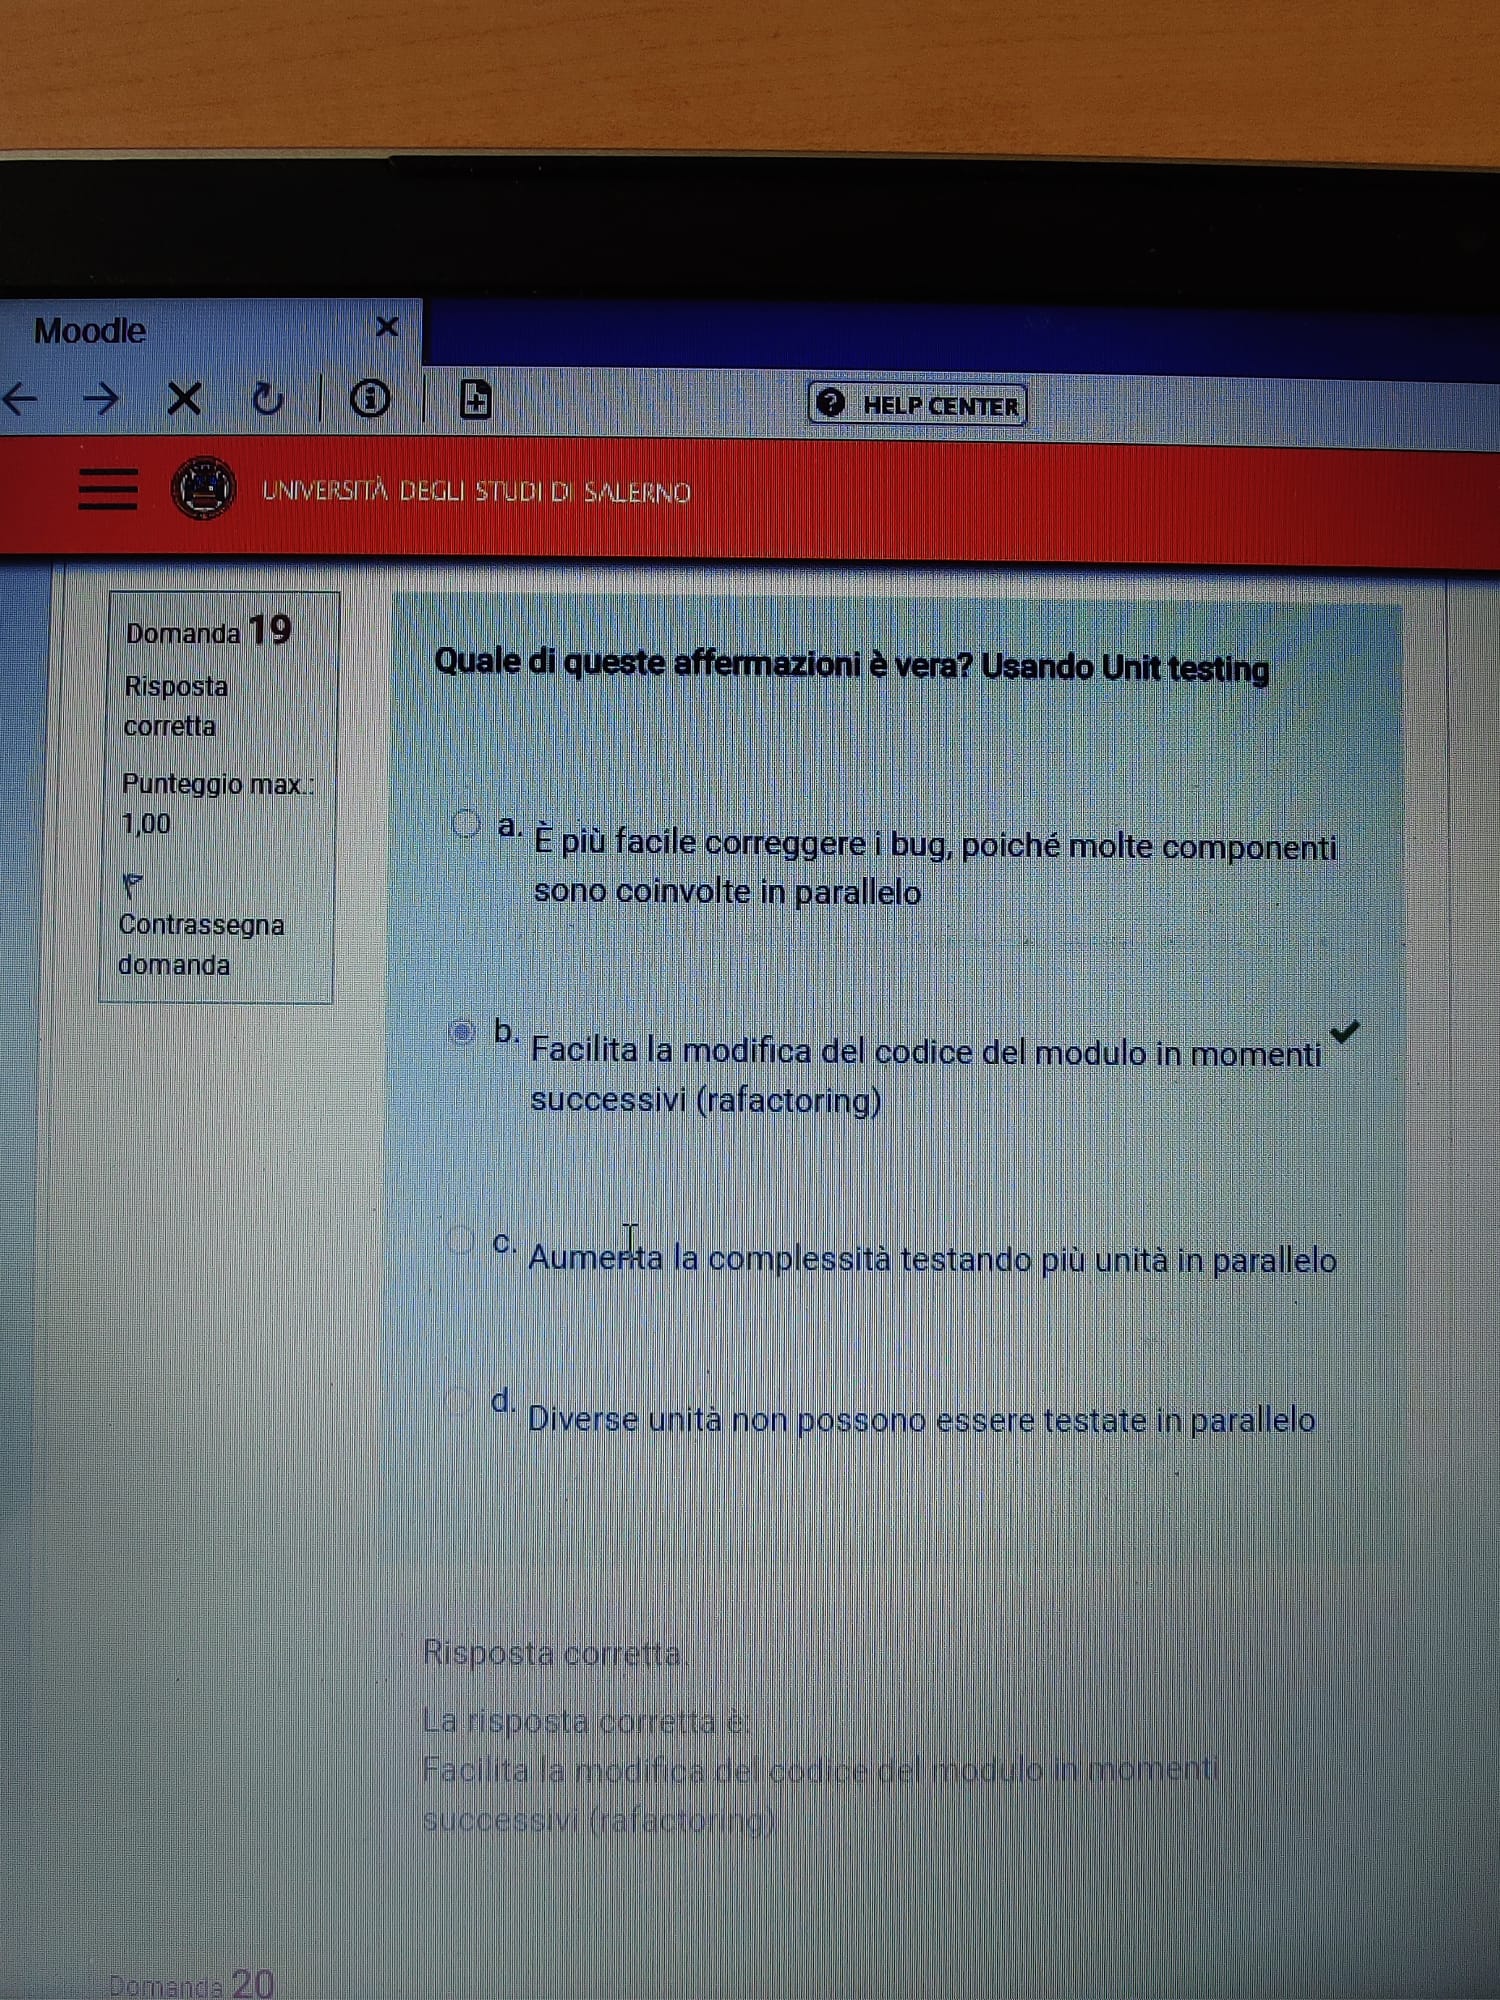 Moodle
HELP CENTER
UNIVERSITÀ DEGLI STUDI DI SALERNO
Domanda 19
Risposta
corretta
Punteggio max.:
1,00
Contrassegna
domanda
Quale di queste affermazioni è vera? Usando Unit testing
a. È più facile correggere i bug, poiché molte componenti
sono coinvolte in parallelo
b. Facilita la modifica del codice del modulo in momenti
successivi (rafactoring)
c. Aumenta la complessità testando più unità in parallelo
d. Diverse unità non possono essere testate in parallelo
Risposta corretta.
La risposta corretta è:
Facilita la modifica del codice del modulo in momenti
successivi (rafactoring)
Domanda 20